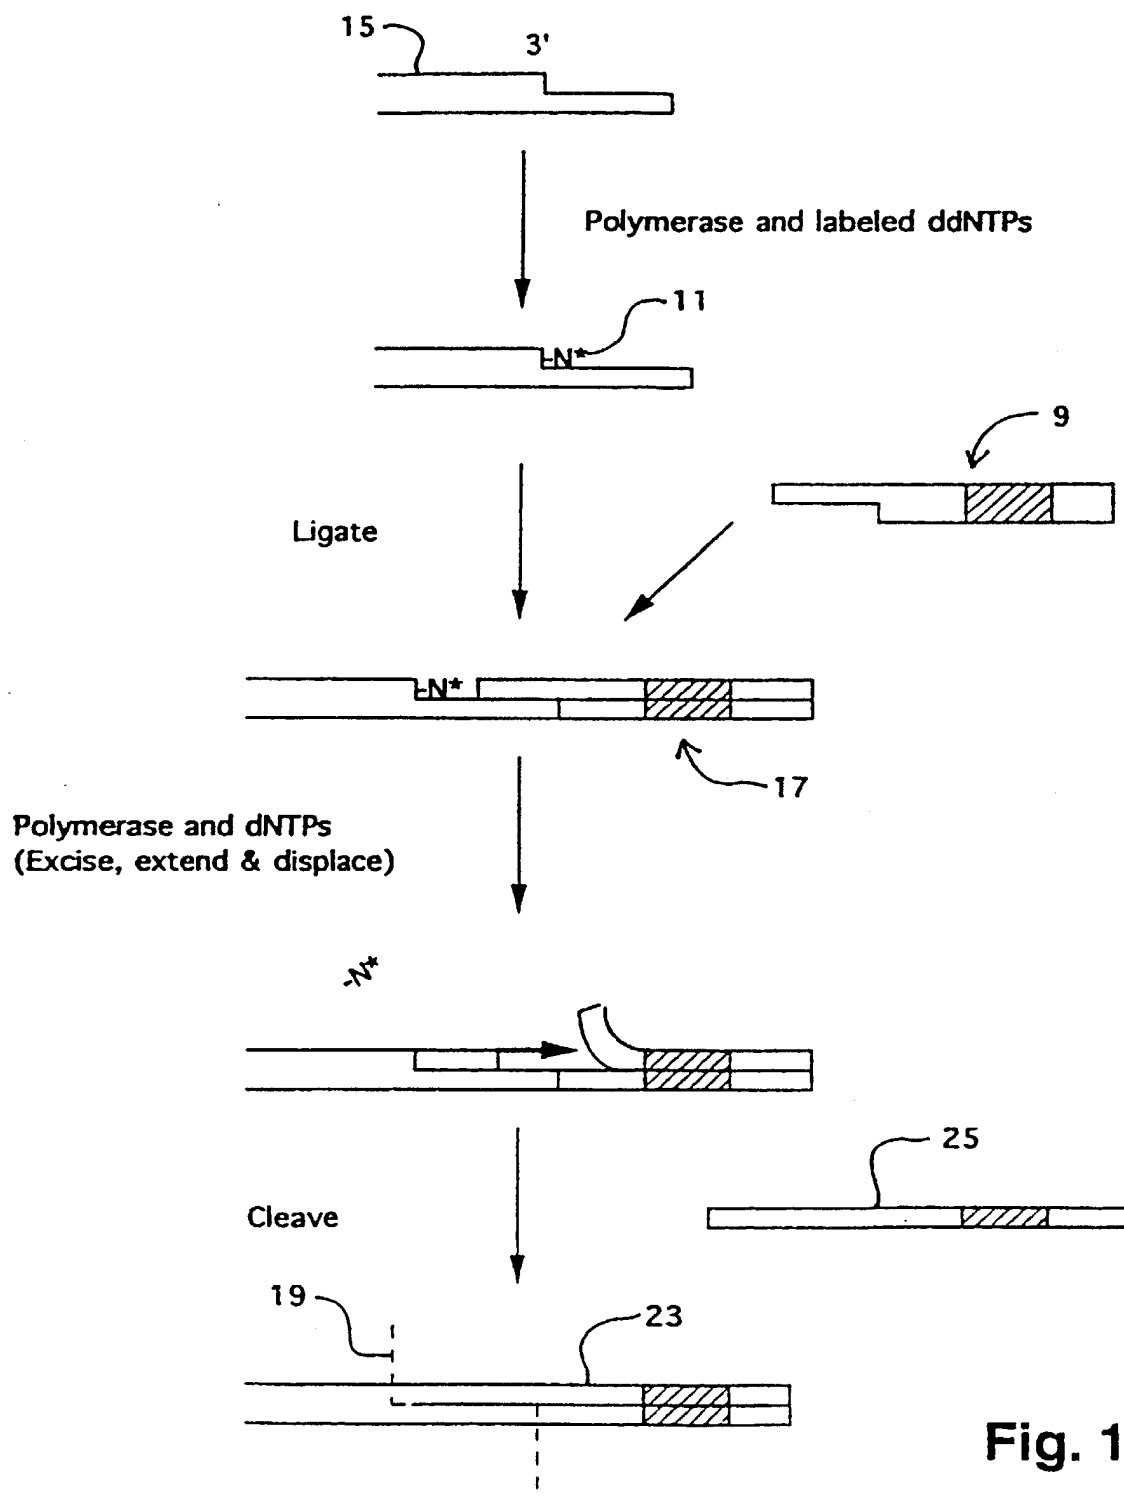 15
3'
Polymerase and labeled ddNTPs
11
-N*
9
Ligate
-N*
17
Polymerase and dNTPs
(Excise, extend & displace)
-N*
25
Cleave
19
23
Fig. 1